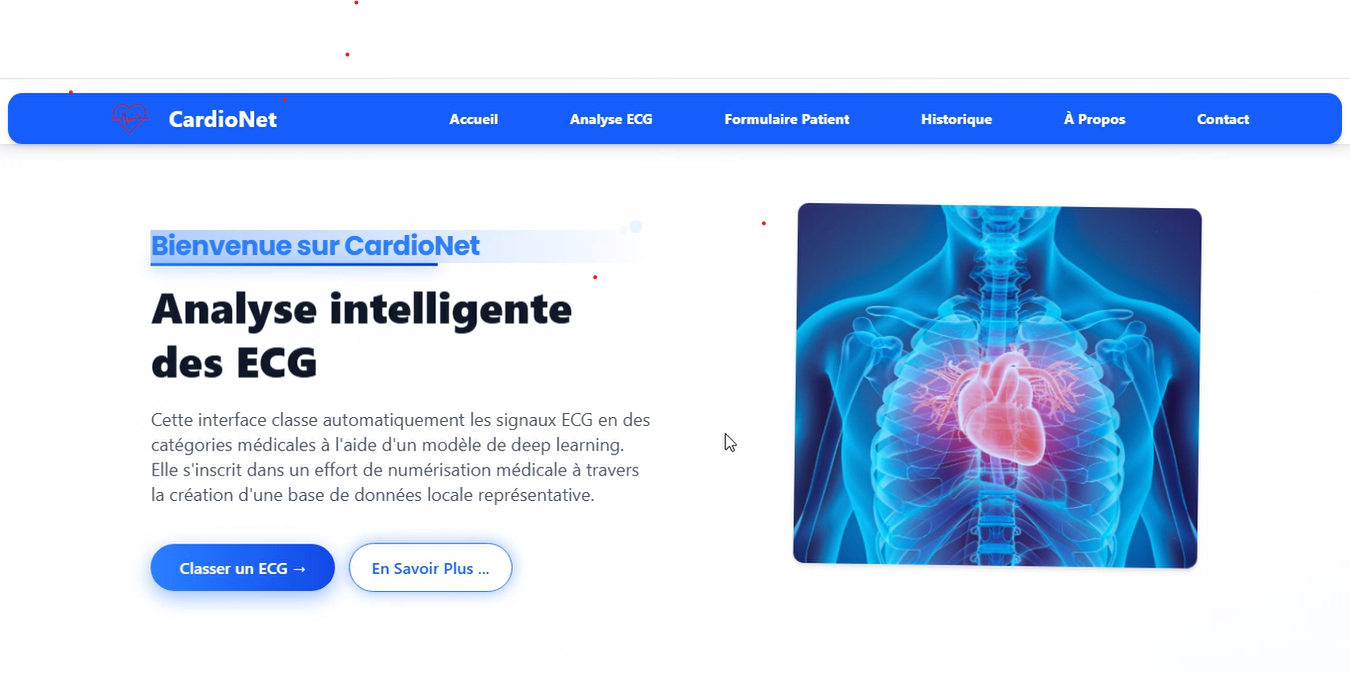 CardioNet
Accueil
Analyse ECG
Formulaire Patient
Historique
À Propos
Contact
Bienvenue sur CardioNet
Analyse intelligente
des ECG
Cette interface classe automatiquement les signaux ECG en des
catégories médicales à l'aide d'un modèle de deep learning.
Elle s'inscrit dans un effort de numérisation médicale à travers
la création d'une base de données locale représentative.
Classer un ECG →
En Savoir Plus ...